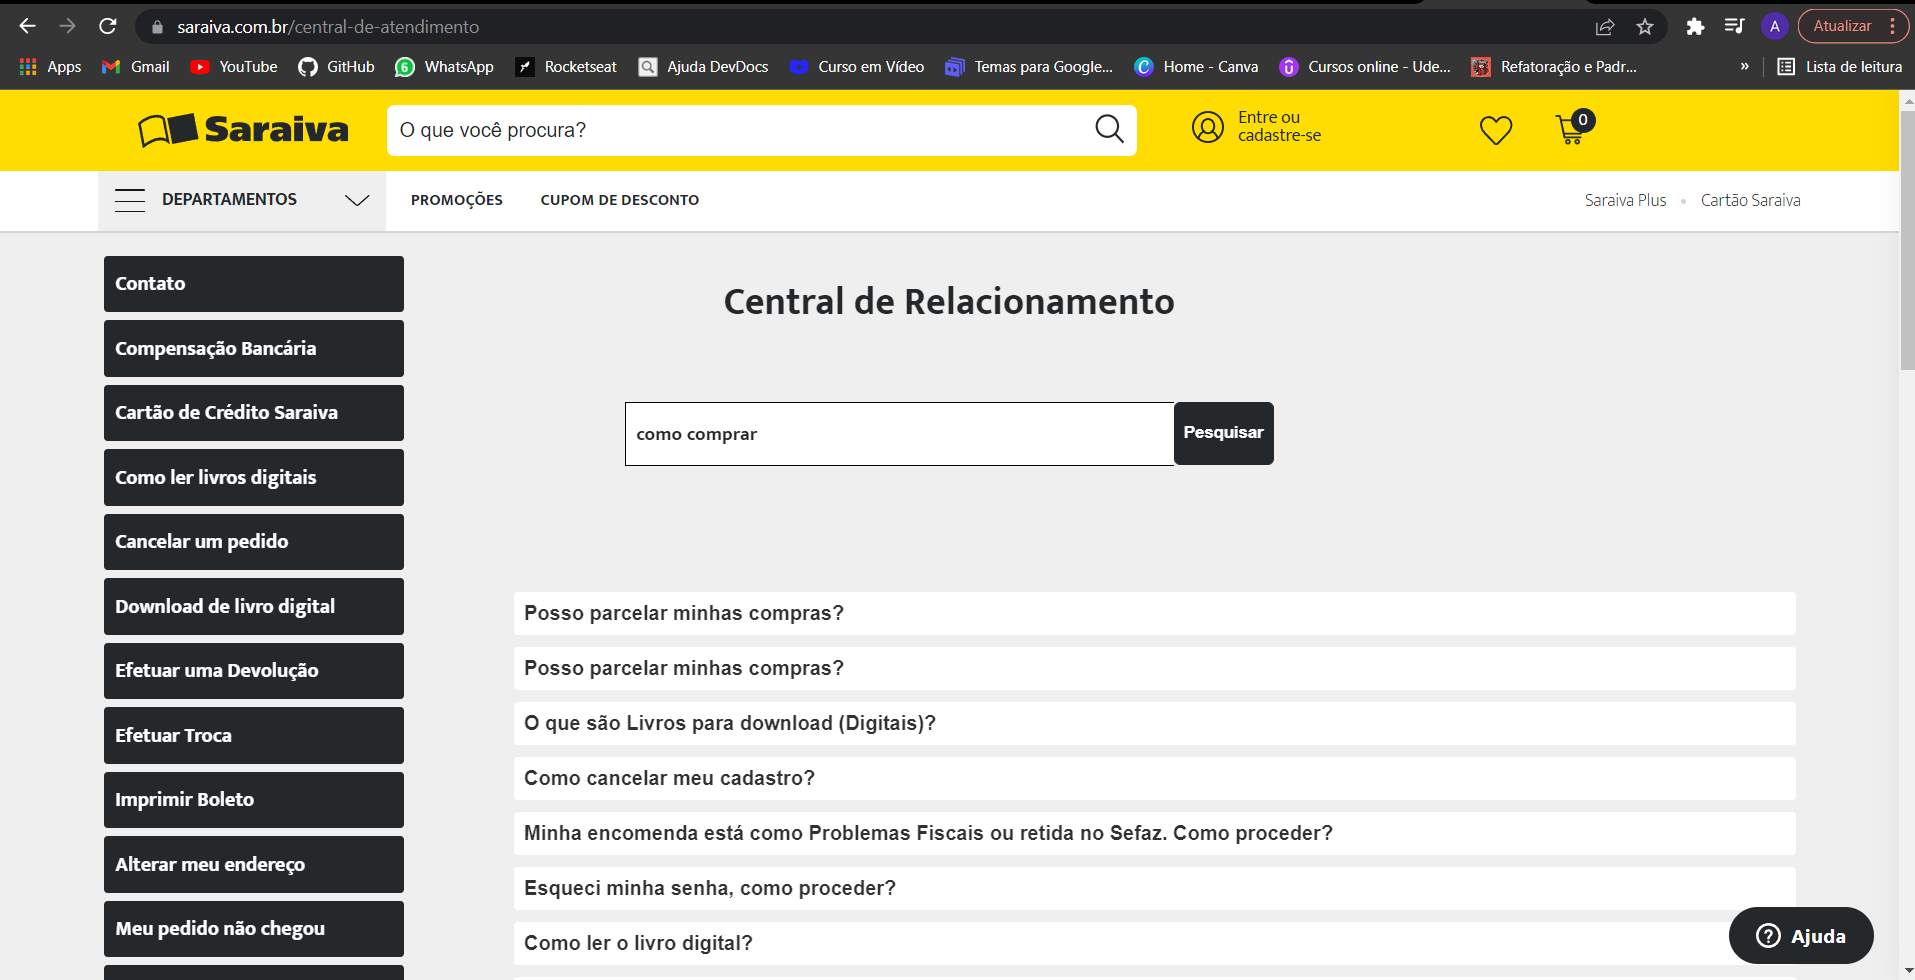 saraiva.com.br/central-de-atendimento
A
Atualizar
Apps
Gmail
YouTube
GitHub
6
WhatsApp
Rocketseat
Ajuda DevDocs
Curso em Vídeo
Temas para Google...
Home - Canva
Cursos online - Ude...
Refatoração e Padr...
»
Lista de leitura
Saraiva
O que você procura?
Entre ou
cadastre-se
0
DEPARTAMENTOS
PROMOÇÕES
CUPOM DE DESCONTO
Saraiva Plus
Cartão Saraiva
Contato
Compensação Bancária
Cartão de Crédito Saraiva
Como ler livros digitais
Cancelar um pedido
Download de livro digital
Efetuar uma Devolução
Efetuar Troca
Imprimir Boleto
Alterar meu endereço
Meu pedido não chegou
Central de Relacionamento
como comprar
Pesquisar
Posso parcelar minhas compras?
Posso parcelar minhas compras?
O que são Livros para download (Digitais)?
Como cancelar meu cadastro?
Minha encomenda está como Problemas Fiscais ou retida no Sefaz. Como proceder?
Esqueci minha senha, como proceder?
Como ler o livro digital?
? Ajuda